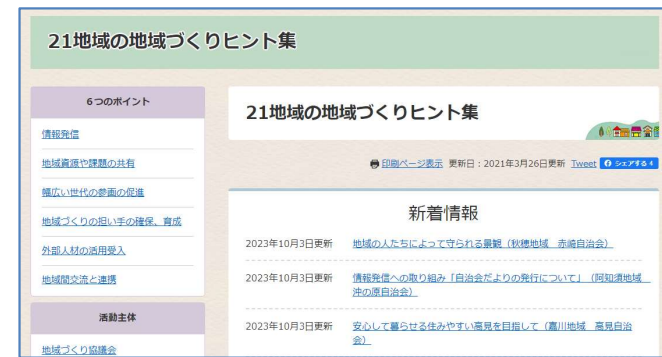 21地域の地域づくりヒント集
6つのポイント
情報発信
地域資源や課題の共有
幅広い世代の参画の促進
地域づくりの担い手の確保、育成
外部人材の活用受入
地域間交流と連携
活動主体
地域づくり協議会
21地域の地域づくりヒント集
印刷ページ表示 更新日：2021年3月26日更新 Tweet シェアする 4
新着情報
2023年10月3日更新 地域の人たちによって守られる景観（秋穂地域 赤崎自治会）
2023年10月3日更新 情報発信への取り組み「自治会だよりの発行について」（阿知須地域
沖の原自治会）
2023年10月3日更新 安心して暮らせる住みやすい高見を目指して（嘉川地域 高見自治
会）